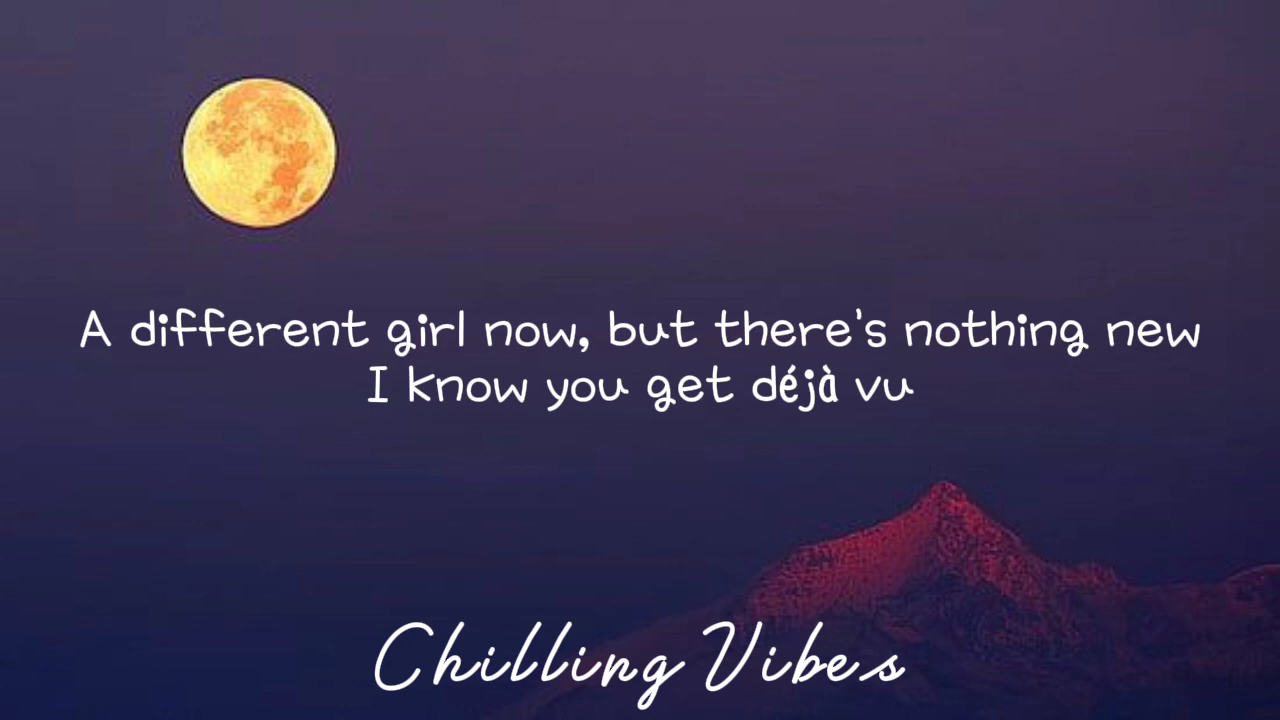 A different girl now, but there's nothing new
I know you get déjà vu
Chilling Vibes